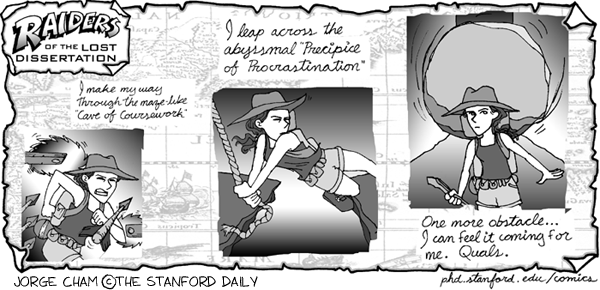 RAIDERS
OF THE LOST
DISSERTATION
I make my way
through the maze-like
"Cave of Coursework"
I leap across the
abyssmal "Precipice
of Procrastination"
One more obstacle...
I can feel it coming for
me. Quals.
JORGE CHAM ©THE STANFORD DAILY
phd.stanford.edu/comics